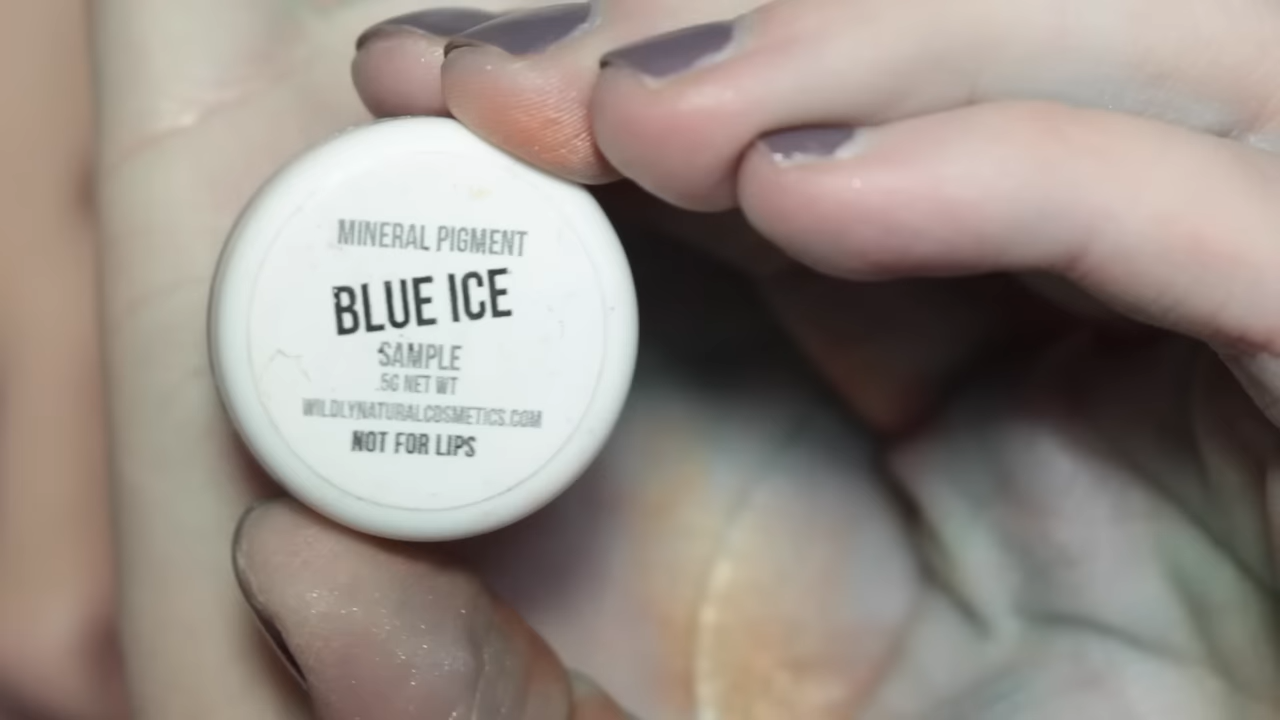 MINERAL PIGMENT
BLUE ICE
SAMPLE
.5G NET WT
WILDLYNATURALCOSMETICS.COM
NOT FOR LIPS